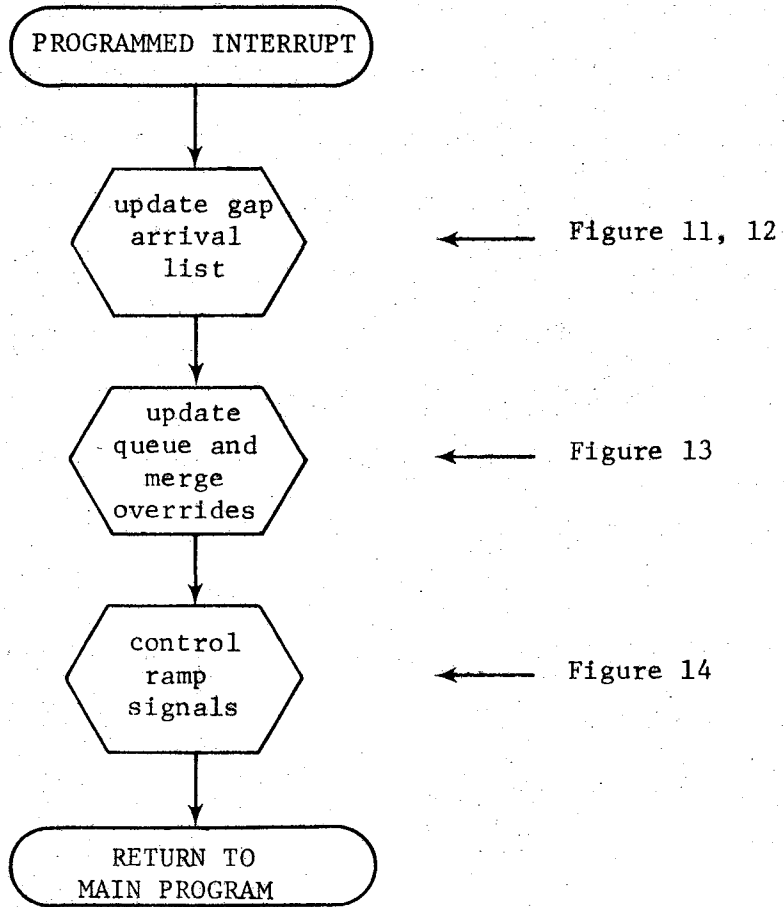 PROGRAMMED INTERRUPT
update gap
arrival
list
Figure 11, 12
update
queue and
merge
overrides
Figure 13
control
ramp
signals
Figure 14
RETURN TO
MAIN PROGRAM